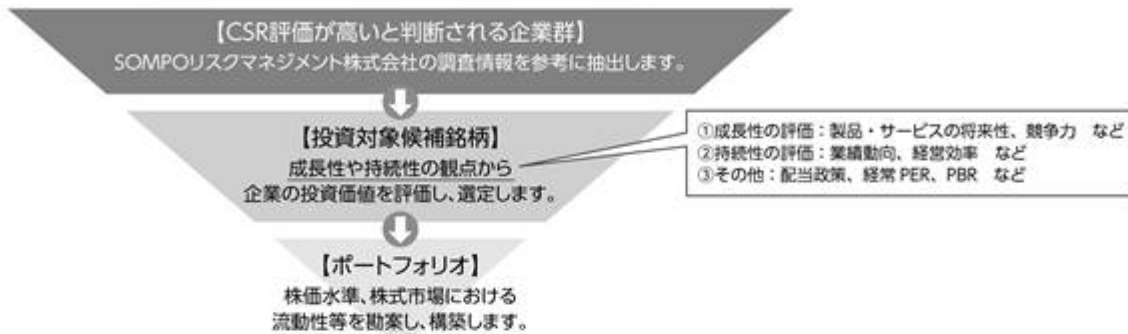 【CSR評価が高いと判断される企業群】
SOMPOリスクマネジメント株式会社の調査情報を参考に抽出します。
【投資対象候補銘柄】
成長性や持続性の観点から
企業の投資価値を評価し、選定します。
①成長性の評価：製品・サービスの将来性、競争力　など
②持続性の評価：業績動向、経営効率　など
③その他：配当政策、経常 PER、PBR　など
【ポートフォリオ】
株価水準、株式市場における
流動性等を勘案し、構築します。